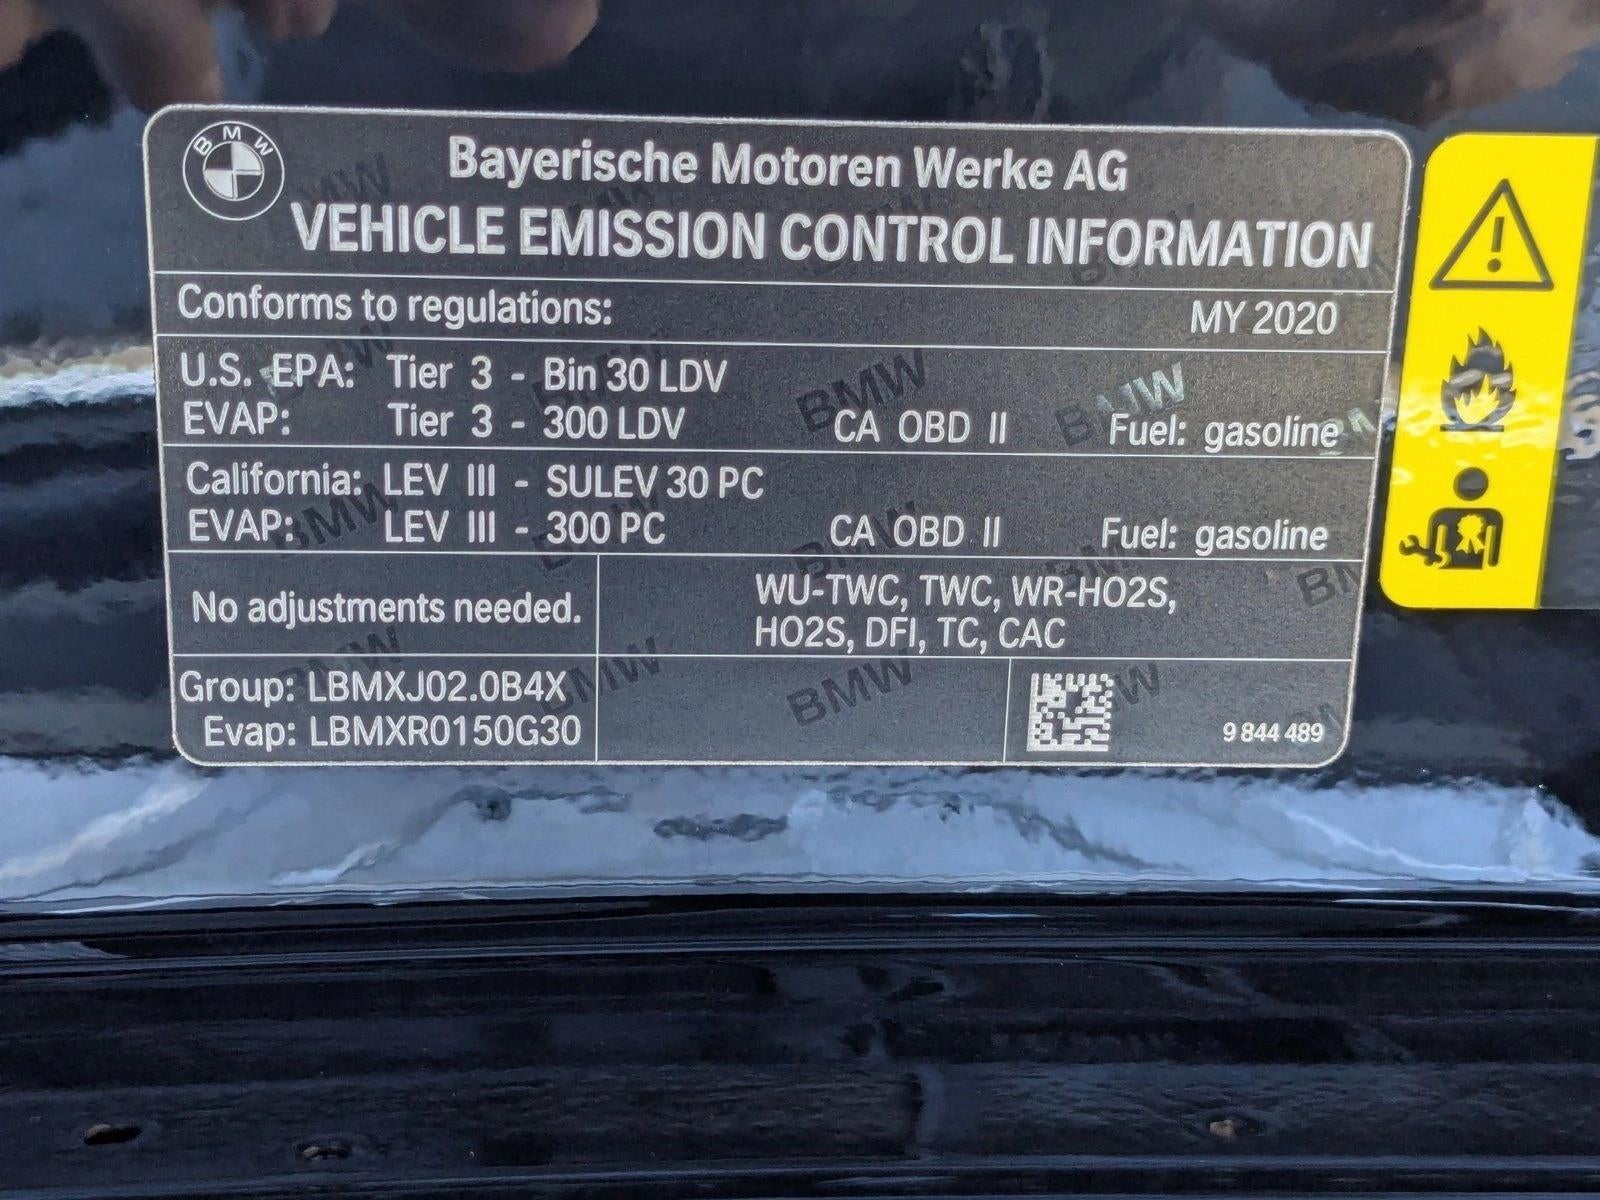 BMW
Bayerische Motoren Werke AG
VEHICLE EMISSION CONTROL INFORMATION
Conforms to regulations: MY 2020
U.S. EPA: Tier 3 - Bin 30 LDV
EVAP: Tier 3 - 300 LDV CA OBD II Fuel: gasoline
California: LEV III - SULEV 30 PC
EVAP: LEV III - 300 PC CA OBD II Fuel: gasoline
No adjustments needed.
WU-TWC, TWC, WR-HO2S,
HO2S, DFI, TC, CAC
Group: LBMXJ02.0B4X
Evap: LBMXR0150G30
9 844 489